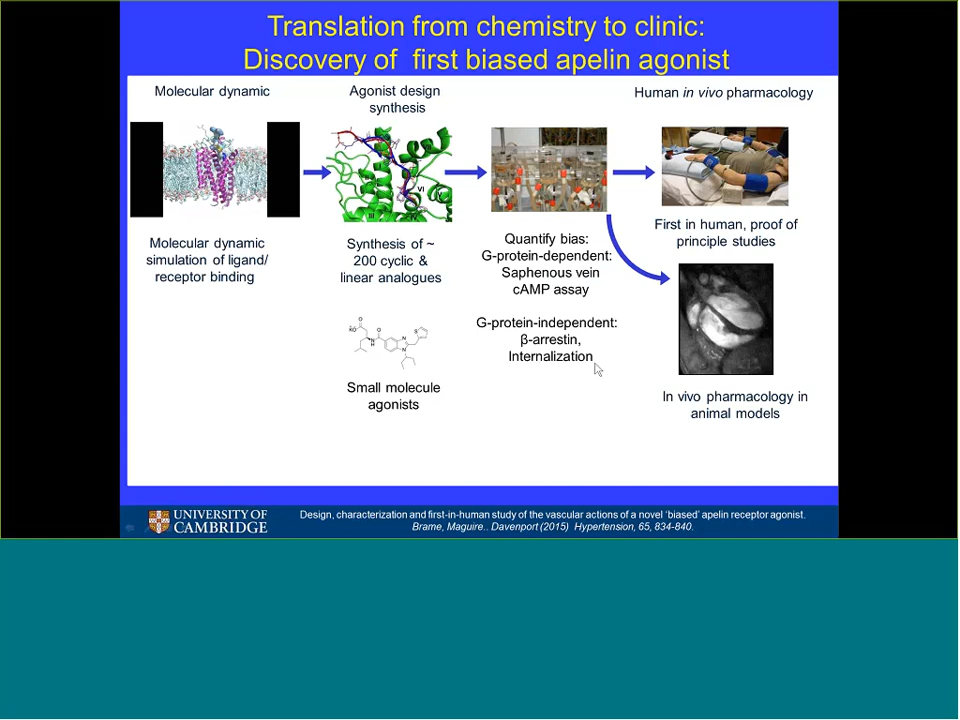 Translation from chemistry to clinic:
Discovery of first biased apelin agonist
Molecular dynamic
Agonist design
synthesis
Human in vivo pharmacology
VI
V
III
Molecular dynamic
simulation of ligand/
receptor binding
Synthesis of ~
200 cyclic &
linear analogues
Quantify bias:
G-protein-dependent:
Saphenous vein
cAMP assay
G-protein-independent:
β-arrestin,
Internalization
First in human, proof of
principle studies
O
HO
O
N
H
N
N
S
Small molecule
agonists
In vivo pharmacology in
animal models
UNIVERSITY OF
CAMBRIDGE
Design, characterization and first-in-human study of the vascular actions of a novel 'biased' apelin receptor agonist.
Brame, Maguire.. Davenport (2015) Hypertension, 65, 834-840.